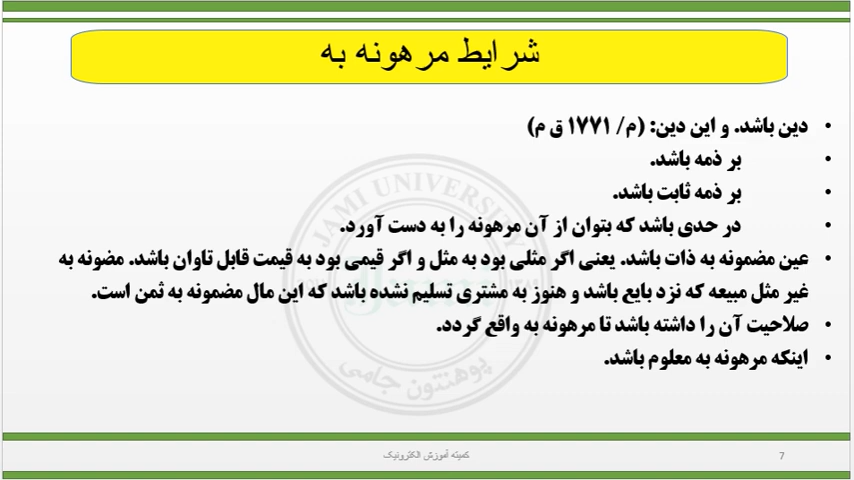 شرایط مرهونه به
• دین باشد. و این دین: (م/ ۱۷۷۱ ق م)
• بر ذمه باشد.
• بر ذمه ثابت باشد.
• در حدی باشد که بتوان از آن مرهونه را به دست آورد.
• عین مضمونه به ذات باشد. یعنی اگر مثلی بود به مثل و اگر قیمی بود به قیمت قابل تاوان باشد. مضونه به
غیر مثل مبیعه که نزد بایع باشد و هنوز به مشتری تسلیم نشده باشد که این مال مضمونه به ثمن است.
• صلاحیت آن را داشته باشد تا مرهونه به واقع گردد.
• اینکه مرهونه به معلوم باشد.
JAMI UNIVERSITY
پوهنتون جامی
کمیته آموزش الکترونیک
7